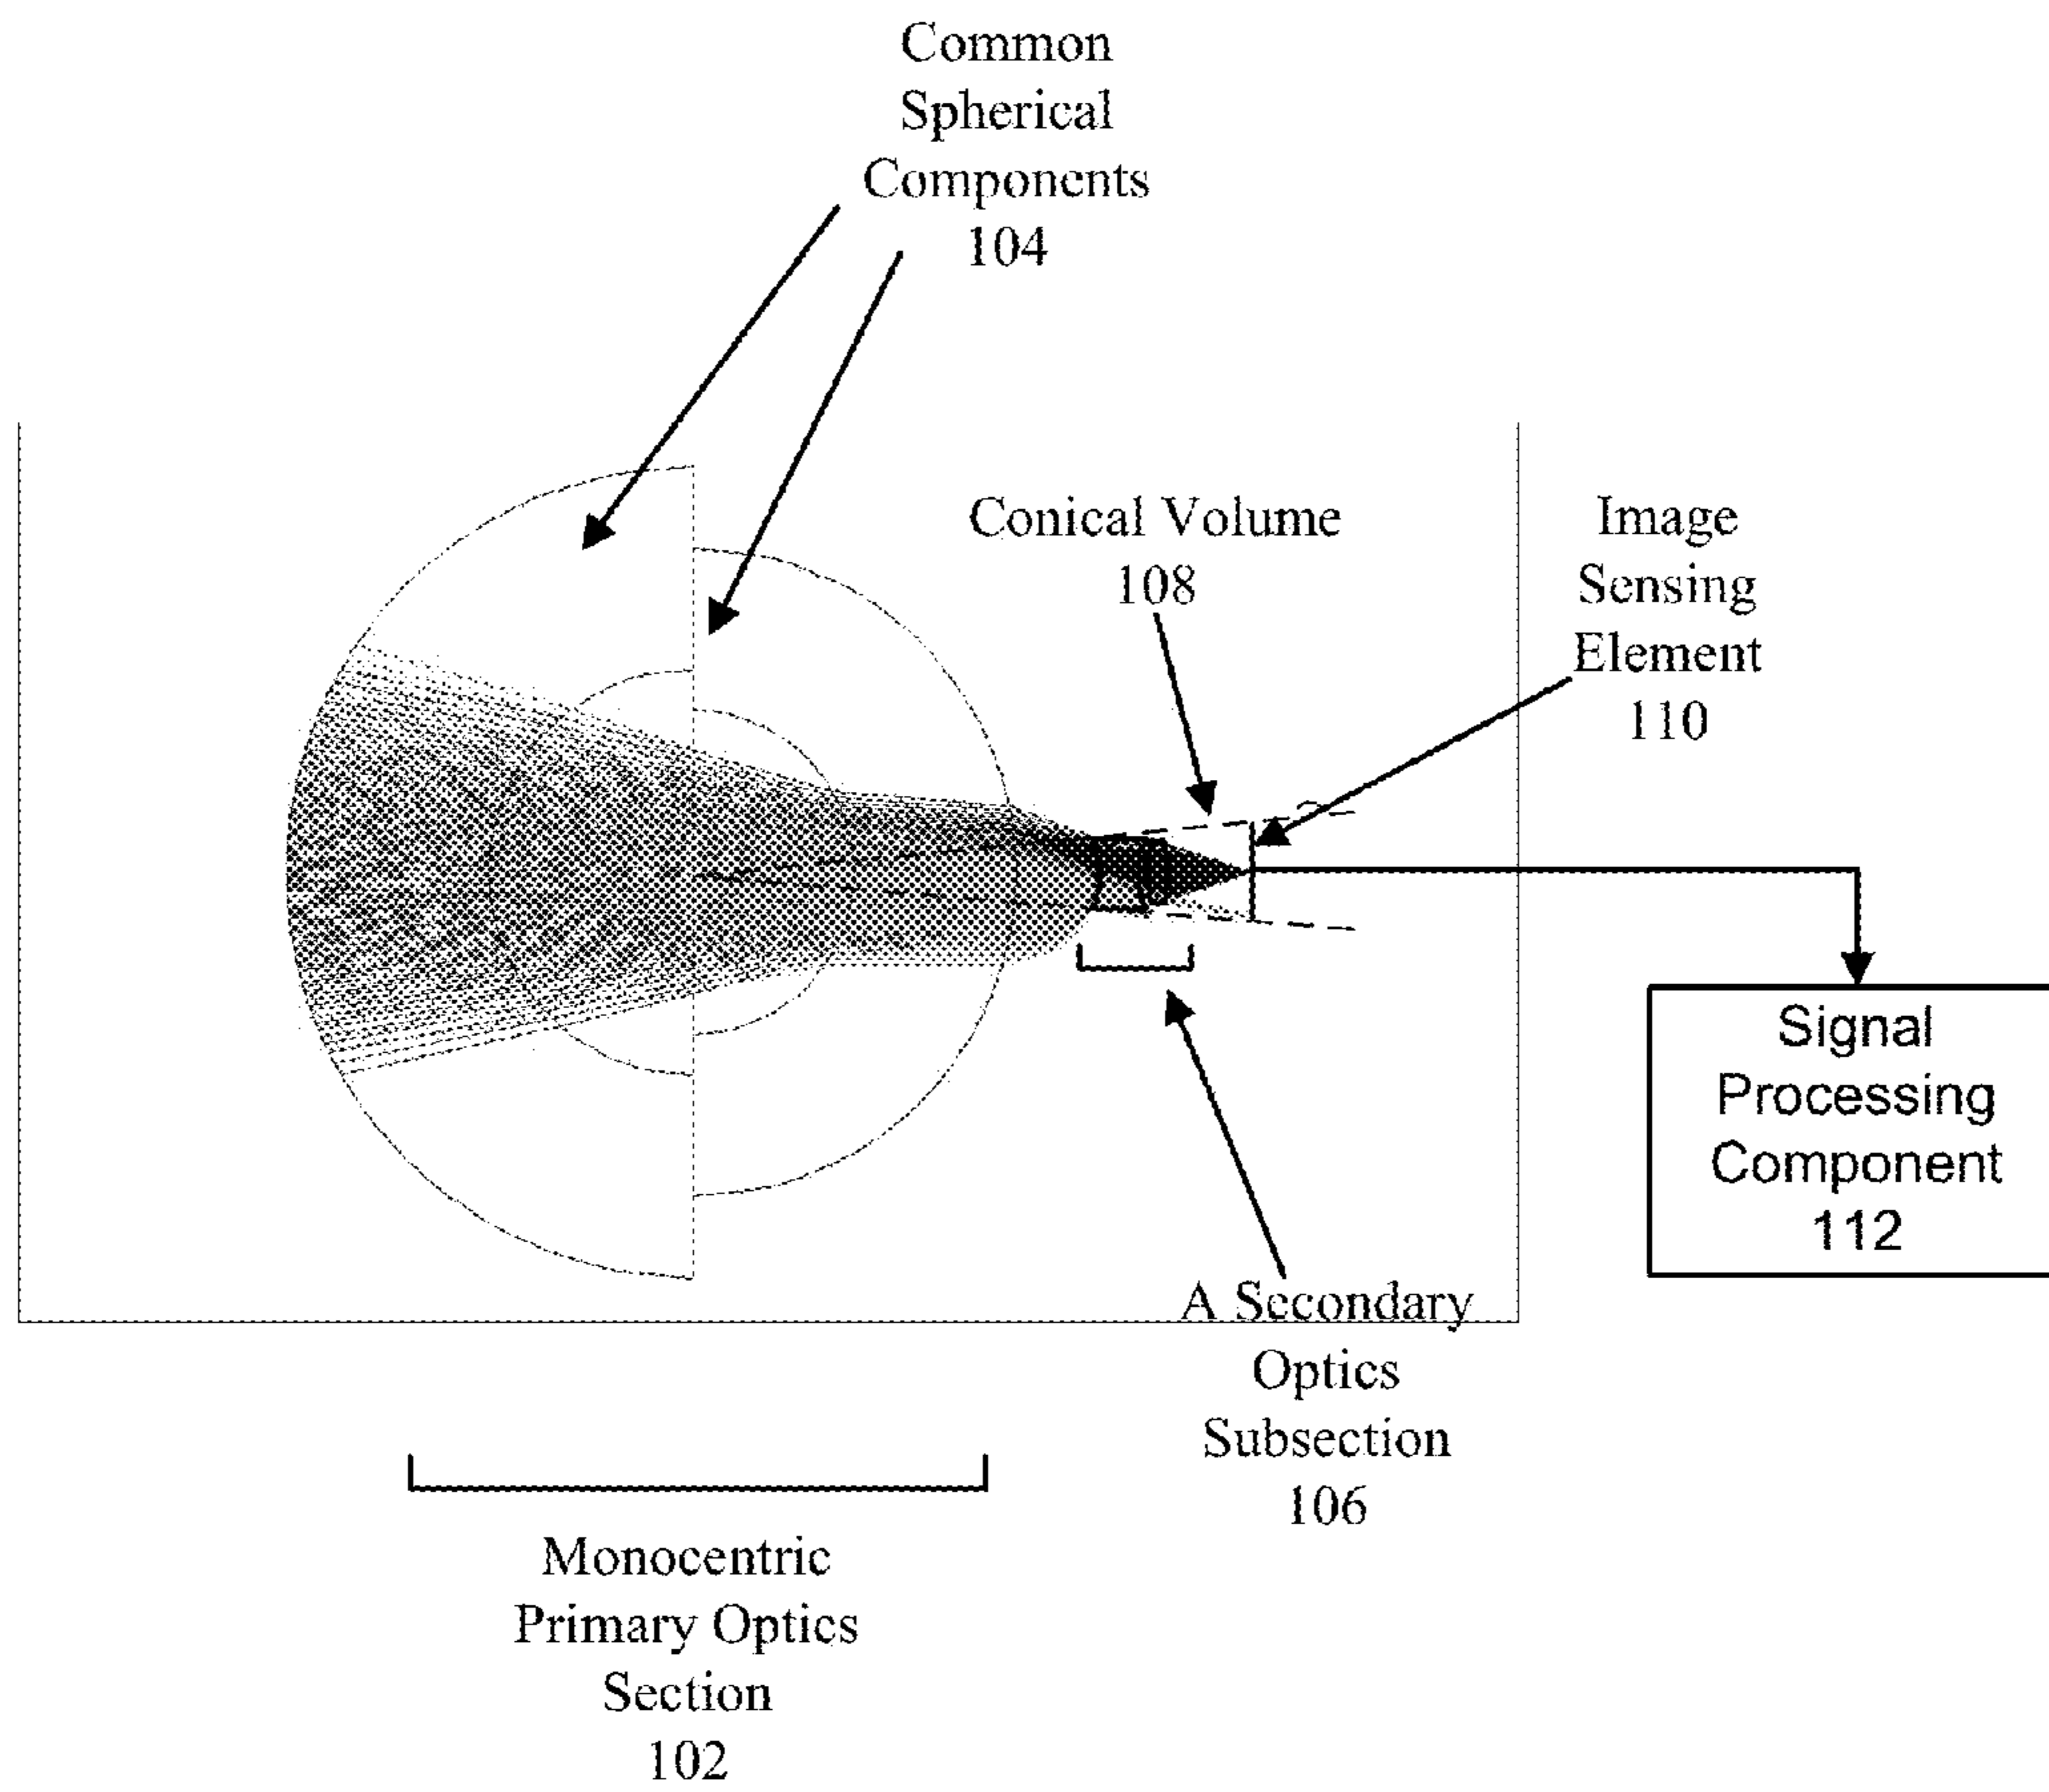 Common
Spherical
Components
104
Conical Volume
108
Image
Sensing
Element
110
Signal
Processing
Component
112
A Secondary
Optics
Subsection
106
Monocentric
Primary Optics
Section
102